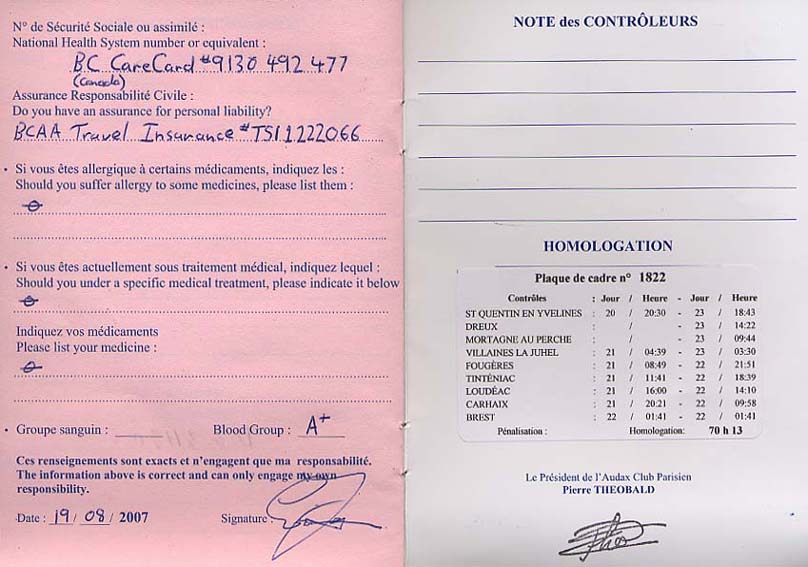 N° de Sécurité Sociale ou assimilé :
National Health System number or equivalent :
BC CareCard #9130 492 477
(Canada)
Assurance Responsabilité Civile :
Do you have an assurance for personal liability?
BCAA Travel Insurance #TSI1222066
• Si vous êtes allergique à certains médicaments, indiquez les :
Should you suffer allergy to some medicines, please list them :
• Si vous êtes actuellement sous traitement médical, indiquez lequel :
Should you under a specific medical treatment, please indicate it below
Indiquez vos médicaments
Please list your medicine :
• Groupe sanguin : Blood Group : A+
Ces renseignements sont exacts et n'engagent que ma responsabilité.
The information above is correct and can only engage my own
responsibility.
Date : 19 / 08 / 2007 Signature :
NOTE des CONTRÔLEURS
HOMOLOGATION
Plaque de cadre n° 1822
Contrôles : Jour / Heure - Jour / Heure
ST QUENTIN EN YVELINES : 20 / 20:30 - 23 / 18:43
DREUX : / - 23 / 14:22
MORTAGNE AU PERCHE : / - 23 / 09:44
VILLAINES LA JUHEL : 21 / 04:39 - 23 / 03:30
FOUGÈRES : 21 / 08:49 - 22 / 21:51
TINTÉNIAC : 21 / 11:41 - 22 / 18:39
LOUDÉAC : 21 / 16:00 - 22 / 14:10
CARHAIX : 21 / 20:21 - 22 / 09:58
BREST : 22 / 01:41 - 22 / 01:41
Pénalisation : Homologation: 70 h 13
Le Président de l'Audax Club Parisien
Pierre THEOBALD